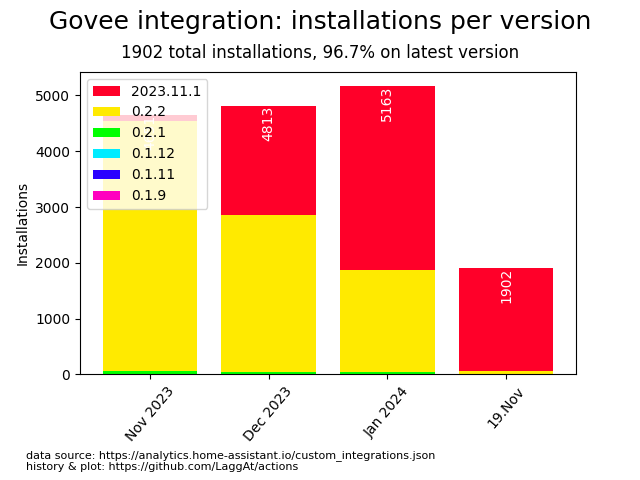 Govee integration: installations per version
1902 total installations, 96.7% on latest version
2023.11.1
0.2.2
0.2.1
0.1.12
0.1.11
0.1.9
4813
5163
1902
5000
4000
3000
2000
1000
0
Installations
Nov 2023
Dec 2023
Jan 2024
19.Nov
data source: https://analytics.home-assistant.io/custom_integrations.json
history & plot: https://github.com/LaggAt/actions